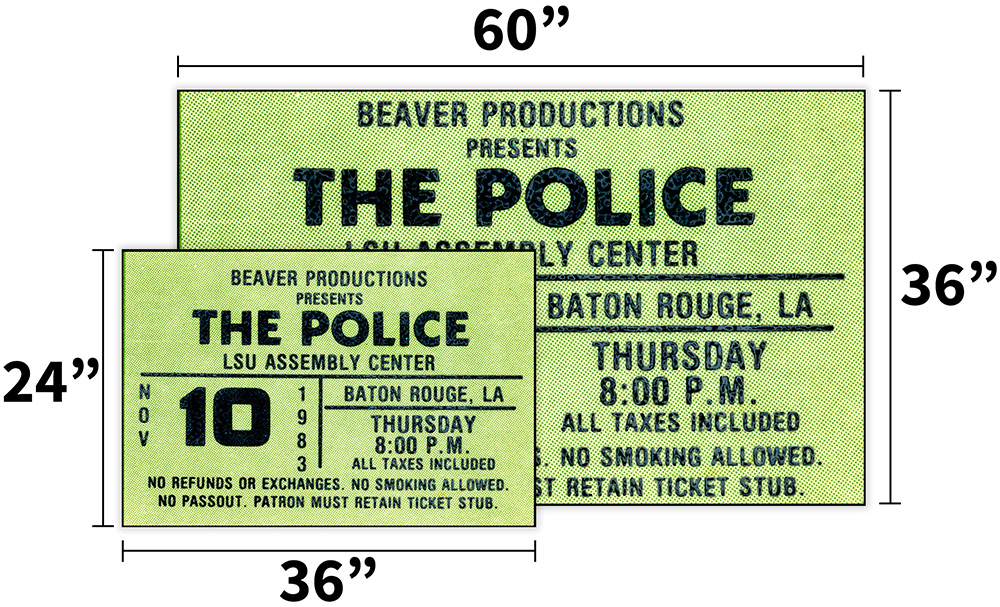 60”
BEAVER PRODUCTIONS
PRESENTS
THE POLICE
LSU ASSEMBLY CENTER
BATON ROUGE, LA
THURSDAY
8:00 P.M.
ALL TAXES INCLUDED
S. NO SMOKING ALLOWED.
ST RETAIN TICKET STUB.
36”
24”
BEAVER PRODUCTIONS
PRESENTS
THE POLICE
LSU ASSEMBLY CENTER
NOV 10 1983
BATON ROUGE, LA
THURSDAY
8:00 P.M.
ALL TAXES INCLUDED
NO REFUNDS OR EXCHANGES. NO SMOKING ALLOWED.
NO PASSOUT. PATRON MUST RETAIN TICKET STUB.
36”